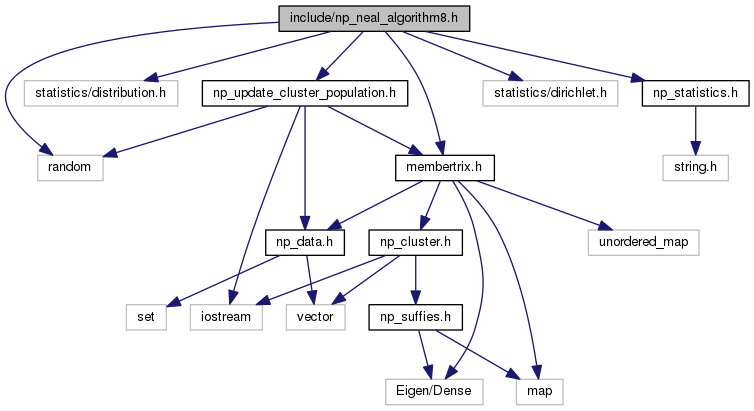 include/np_neal_algorithm8.h
statistics/distribution.h
np_update_cluster_population.h
statistics/dirichlet.h
np_statistics.h
random
membertrix.h
string.h
np_data.h
np_cluster.h
unordered_map
set
iostream
vector
np_suffies.h
Eigen/Dense
map